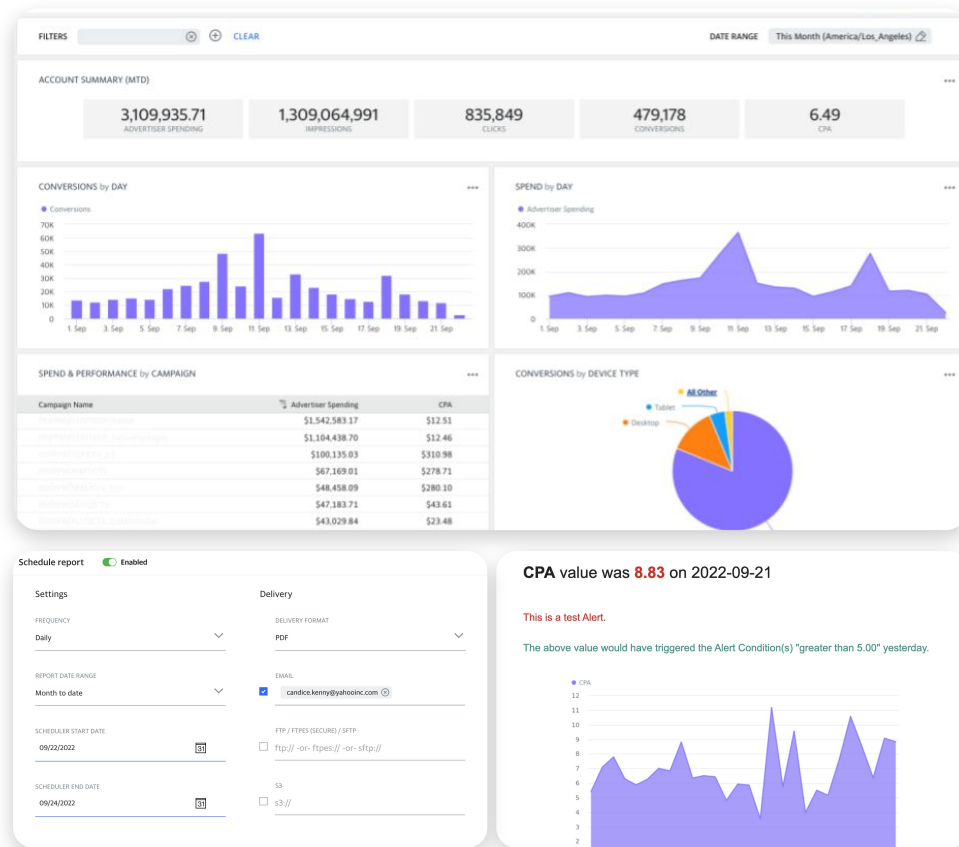 FILTERS CLEAR DATE RANGE This Month (America/Los_Angeles)
ACCOUNT SUMMARY (MTD)
3,109,935.71 1,309,064,991 835,849 479,178 6.49
ADVERTISER SPENDING IMPRESSIONS CLICKS CONVERSIONS CPA
CONVERSIONS by DAY
Conversions
70K
60K
50K
40K
30K
20K
10K
0
1. Sep 3. Sep 5. Sep 7. Sep 9. Sep 11. Sep 13. Sep 15. Sep 17. Sep 19. Sep 21. Sep
SPEND by DAY
Advertiser Spending
400K
300K
200K
100K
0
1. Sep 3. Sep 5. Sep 7. Sep 9. Sep 11. Sep 13. Sep 15. Sep 17. Sep 19. Sep 21. Sep
SPEND & PERFORMANCE by CAMPAIGN
Campaign Name Advertiser Spending CPA
$1,542,583.17 $12.51
$1,104,438.70 $12.46
$100,135.03 $310.98
$67,169.01 $278.71
$48,458.09 $280.10
$47,183.71 $43.61
$43,029.84 $23.48
CONVERSIONS by DEVICE TYPE
All Other
Tablet
Desktop
Schedule report Enabled
Settings
FREQUENCY
Daily
REPORT DATE RANGE
Month to date
SCHEDULER START DATE
09/22/2022 31
SCHEDULER END DATE
09/24/2022 31
Delivery
DELIVERY FORMAT
PDF
EMAIL
candice.kenny@yahooinc.com
FTP / FTPES (SECURE) / SFTP
ftp:// -or- ftpes:// -or- sftp://
S3
s3://
CPA value was 8.83 on 2022-09-21
This is a test Alert.
The above value would have triggered the Alert Condition(s) "greater than 5.00" yesterday.
CPA
12
11
10
9
8
7
6
5
4
3
2